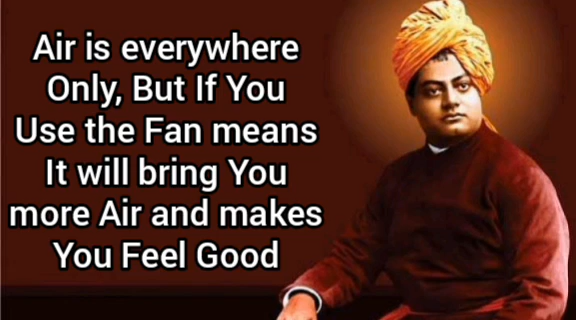 Air is everywhere
Only, But If You
Use the Fan means
It will bring You
more Air and makes
You Feel Good